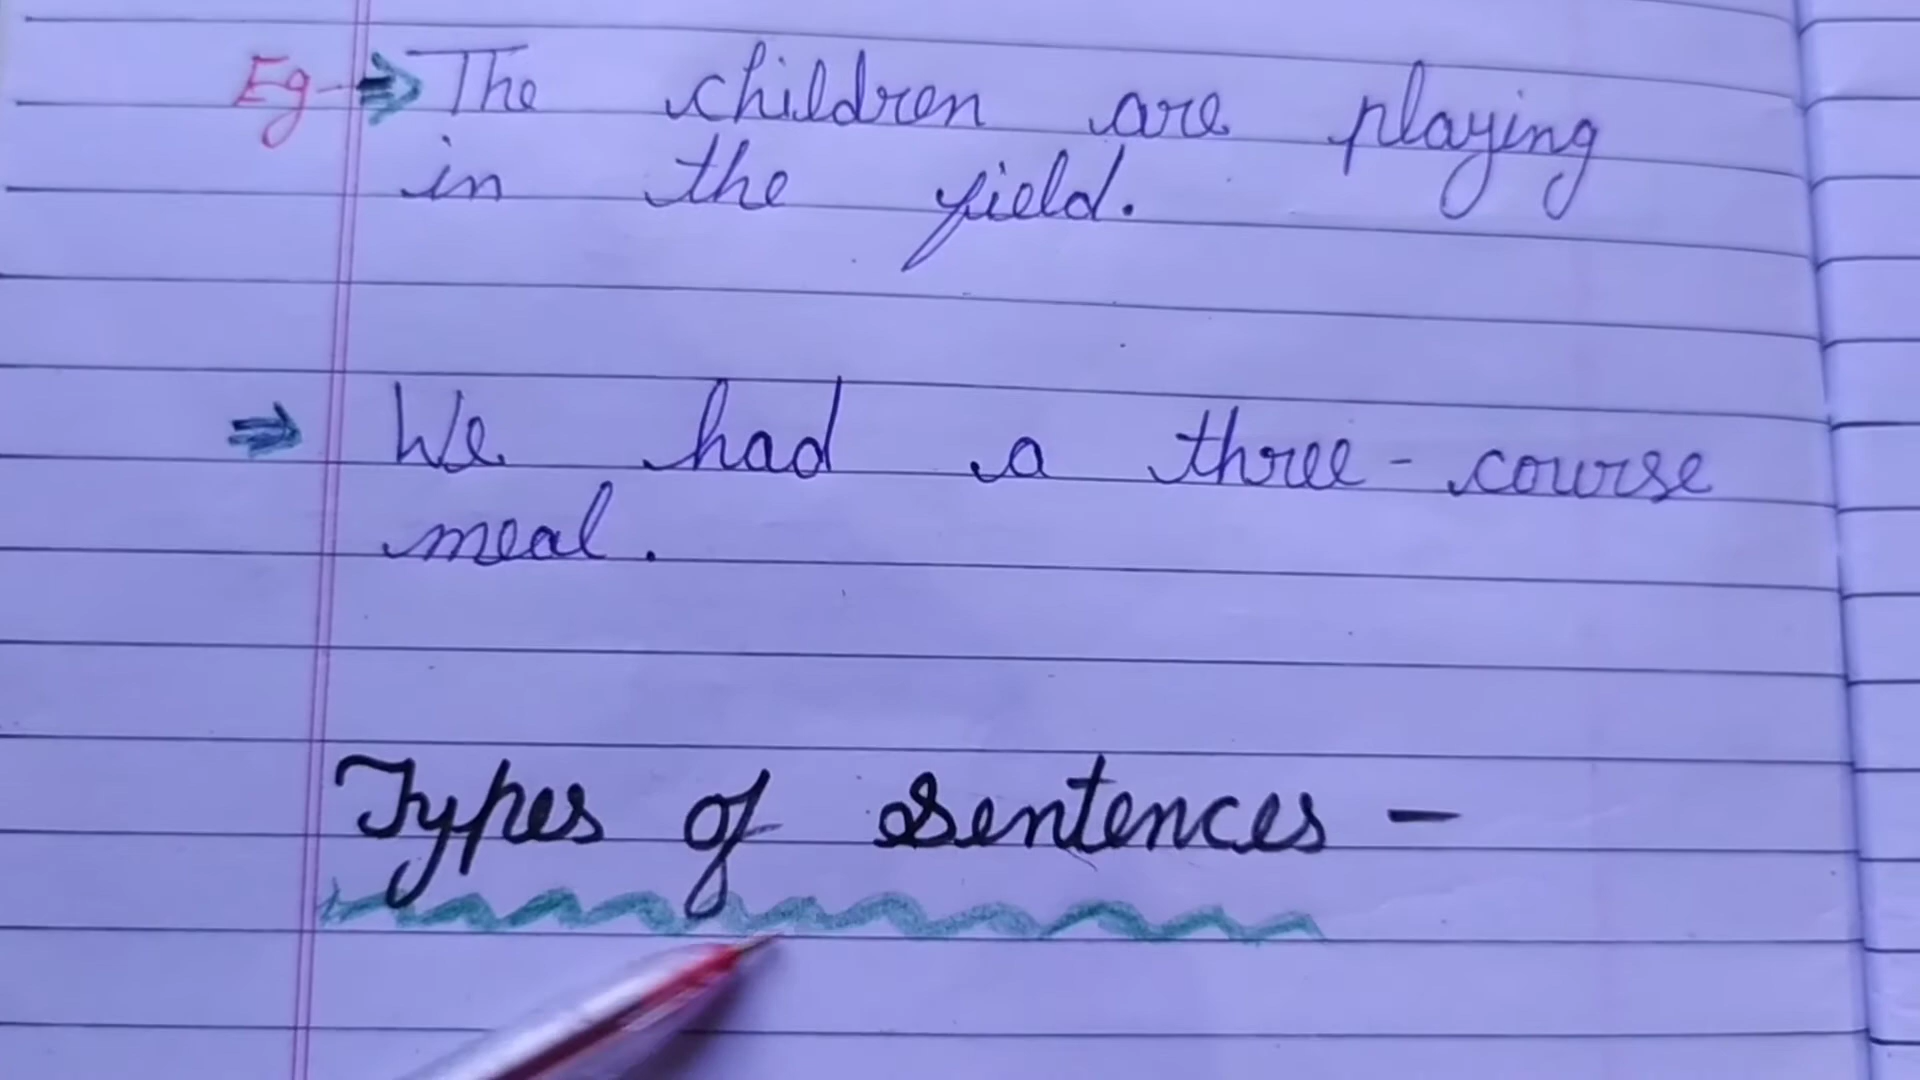 Eg-⇒ The children are playing
in the field.
⇒ We had a three-course
meal.
Types of Sentences -